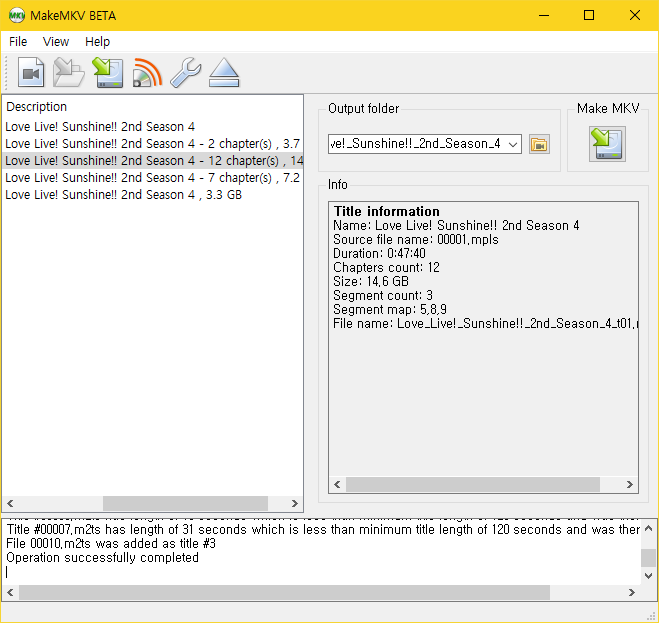 MakeMKV BETA
File View Help
Description
Love Live! Sunshine!! 2nd Season 4
Love Live! Sunshine!! 2nd Season 4 - 2 chapter(s) , 3.7
Love Live! Sunshine!! 2nd Season 4 - 12 chapter(s) , 14
Love Live! Sunshine!! 2nd Season 4 - 7 chapter(s) , 7.2
Love Live! Sunshine!! 2nd Season 4 , 3.3 GB
Output folder
ve!_Sunshine!!_2nd_Season_4
Make MKV
Info
Title information
Name: Love Live! Sunshine!! 2nd Season 4
Source file name: 00001.mpls
Duration: 0:47:40
Chapters count: 12
Size: 14.6 GB
Segment count: 3
Segment map: 5,8,9
File name: Love_Live!_Sunshine!!_2nd_Season_4_t01.
Title #00007.m2ts has length of 31 seconds which is less than minimum title length of 120 seconds and was ther
File 00010.m2ts was added as title #3
Operation successfully completed